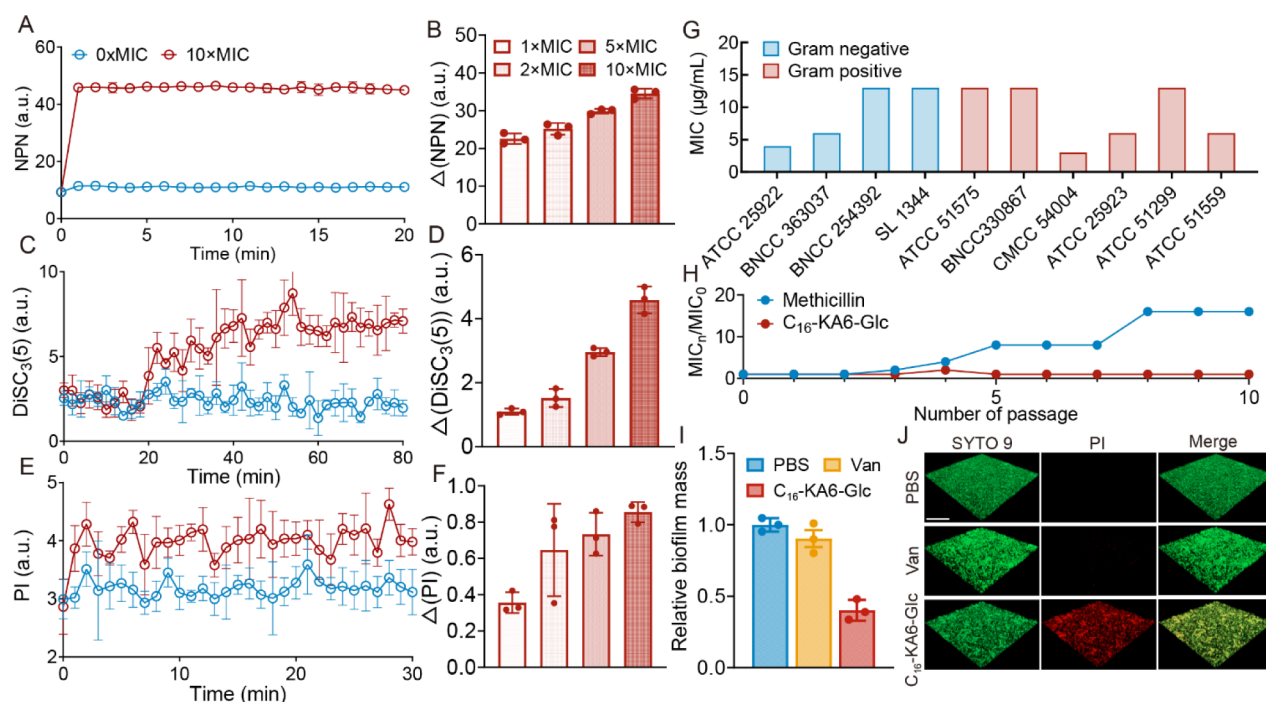 A
NPN (a.u.)
60
40
20
0
0xMIC
10×MIC
0
5
10
15
20
Time (min)
B
△(NPN) (a.u.)
50
40
30
20
10
0
1×MIC
5×MIC
2×MIC
10×MIC
C
DiSC3(5) (a.u.)
10
5
0
0
20
40
60
80
Time (min)
D
△(DiSC3(5)) (a.u.)
6
4
2
0
E
PI (a.u.)
5
4
3
2
0
10
20
30
Time (min)
F
△(PI) (a.u.)
1.0
0.8
0.6
0.4
0.2
0.0
G
MIC (μg/mL)
20
15
10
5
0
Gram negative
Gram positive
ATCC 25922
BNCC 363037
BNCC 254392
SL 1344
ATCC 51575
BNCC330867
CMCC 54004
ATCC 25923
ATCC 51299
ATCC 51559
H
MICn/MIC0
20
10
0
Methicillin
C16-KA6-Glc
0
5
10
Number of passage
I
Relative biofilm mass
1.5
1.0
0.5
0.0
PBS
Van
C16-KA6-Glc
J
SYTO 9
PI
Merge
PBS
Van
C16-KA6-Glc